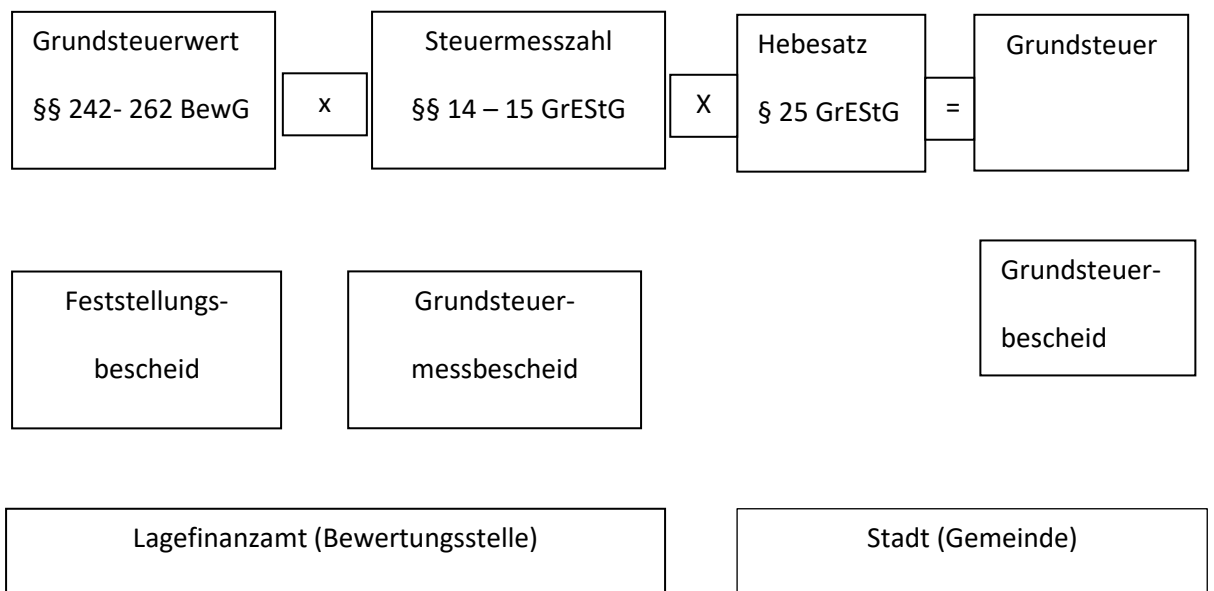 Grundsteuerwert
§§ 242- 262 BewG
x
Steuermesszahl
§§ 14 – 15 GrEStG
X
Hebesatz
§ 25 GrEStG
=
Grundsteuer
Feststellungs-
bescheid
Grundsteuer-
messbescheid
Grundsteuer-
bescheid
Lagefinanzamt (Bewertungsstelle)
Stadt (Gemeinde)